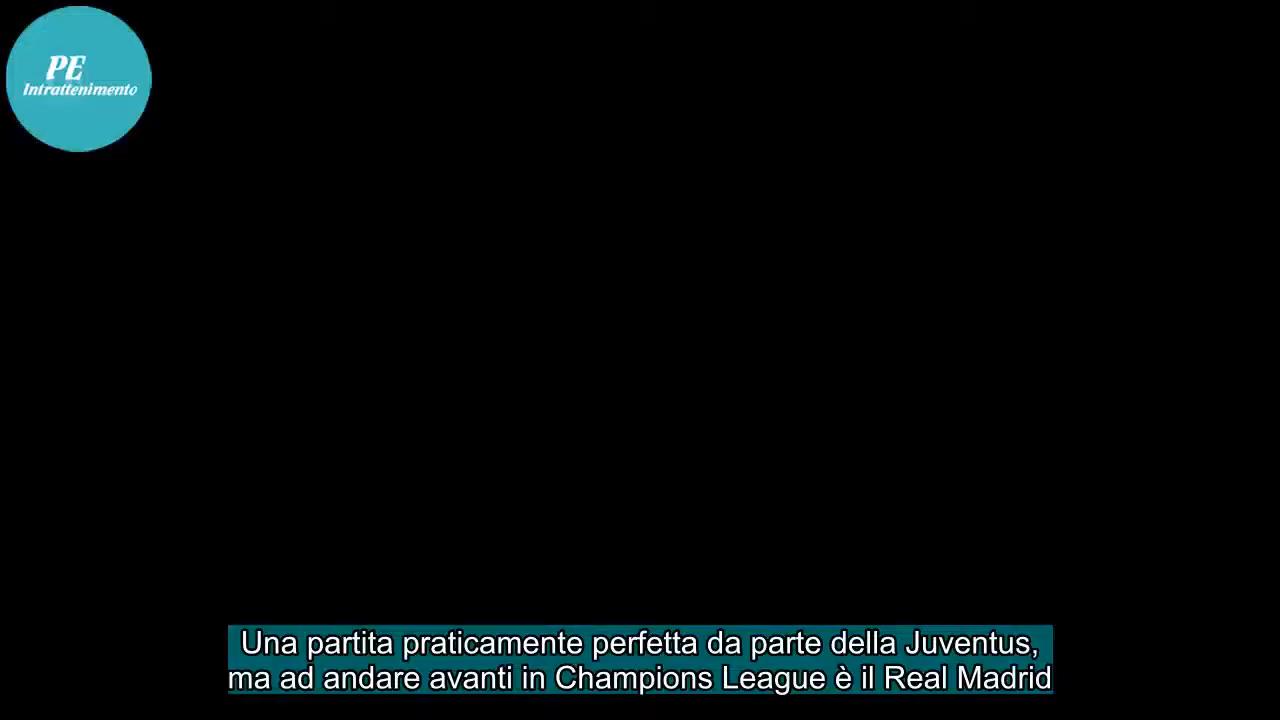 PE
Intrattenimento
Una partita praticamente perfetta da parte della Juventus,
ma ad andare avanti in Champions League è il Real Madrid